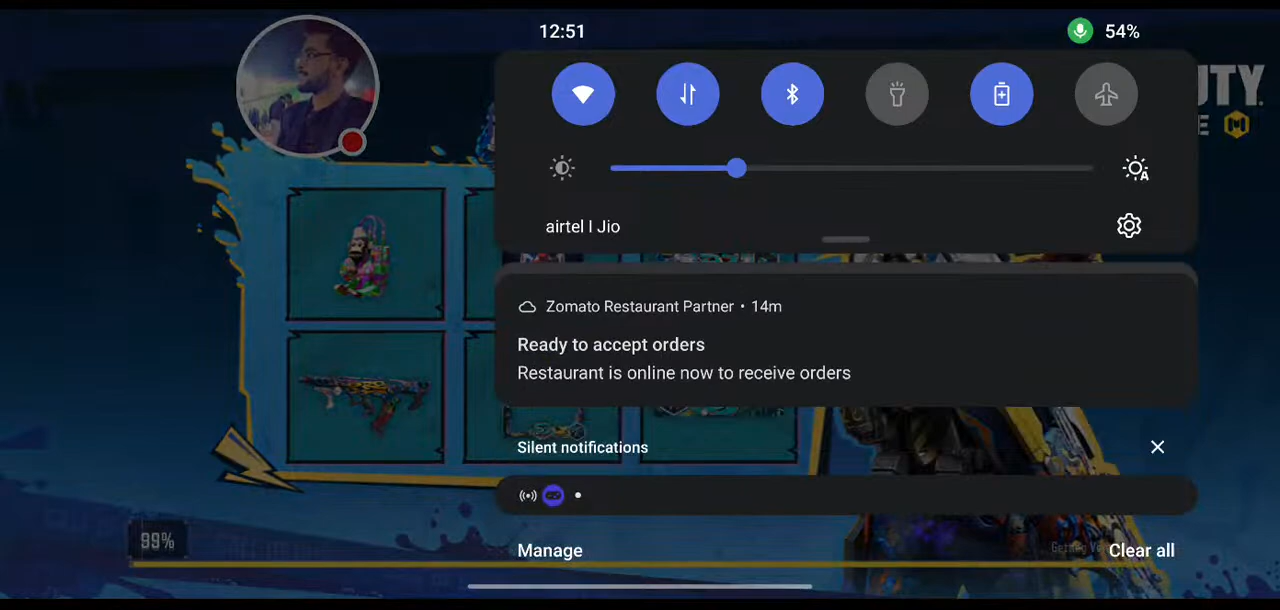 12:51
54%
UTY.
E
airtel | Jio
Zomato Restaurant Partner • 14m
Ready to accept orders
Restaurant is online now to receive orders
Silent notifications
99%
Manage
Clear all